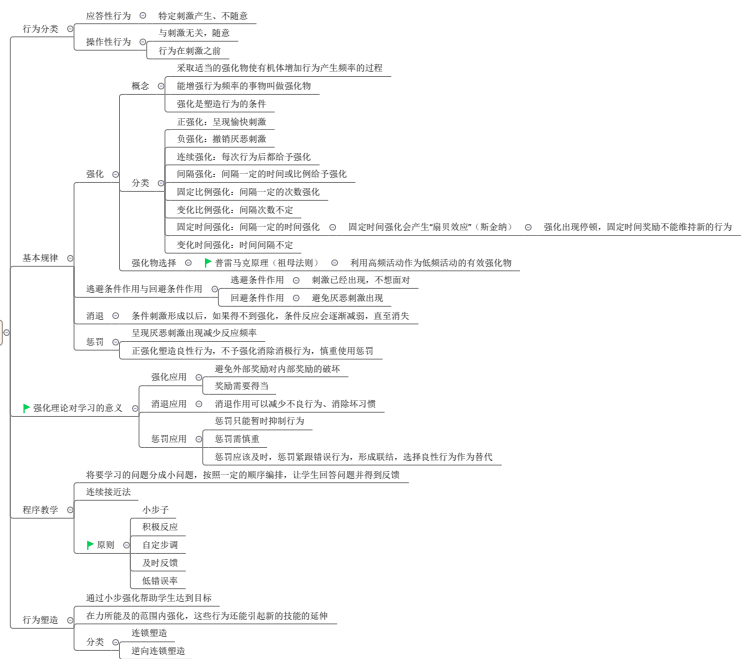 行为分类
应答性行为
特定刺激产生、不随意
操作性行为
与刺激无关，随意
行为在刺激之前
基本规律
强化
概念
采取适当的强化物使有机体增加行为产生频率的过程
能增强行为频率的事物叫做强化物
强化是塑造行为的条件
分类
正强化：呈现愉快刺激
负强化：撤销厌恶刺激
连续强化：每次行为后都给予强化
间隔强化：间隔一定的时间或比例给予强化
固定比例强化：间隔一定的次数强化
变化比例强化：间隔次数不定
固定时间强化：间隔一定的时间强化
固定时间强化会产生“扇贝效应”（斯金纳）
强化出现停顿，固定时间奖励不能维持新的行为
变化时间强化：时间间隔不定
强化物选择
普雷马克原理（祖母法则）
利用高频活动作为低频活动的有效强化物
逃避条件作用与回避条件作用
逃避条件作用
刺激已经出现，不想面对
回避条件作用
避免厌恶刺激出现
消退
条件刺激形成以后，如果得不到强化，条件反应会逐渐减弱，直至消失
惩罚
呈现厌恶刺激出现减少反应频率
正强化塑造良性行为，不予强化消除消极行为，慎重使用惩罚
强化理论对学习的意义
强化应用
避免外部奖励对内部奖励的破坏
奖励需要得当
消退应用
消退作用可以减少不良行为、消除坏习惯
惩罚应用
惩罚只能暂时抑制行为
惩罚需慎重
惩罚应该及时，惩罚紧跟错误行为，形成联结，选择良性行为作为替代
程序教学
将要学习的问题分成小问题，按照一定的顺序编排，让学生回答问题并得到反馈
连续接近法
原则
小步子
积极反应
自定步调
及时反馈
低错误率
行为塑造
通过小步强化帮助学生达到目标
在力所能及的范围内强化，这些行为还能引起新的技能的延伸
分类
连锁塑造
逆向连锁塑造